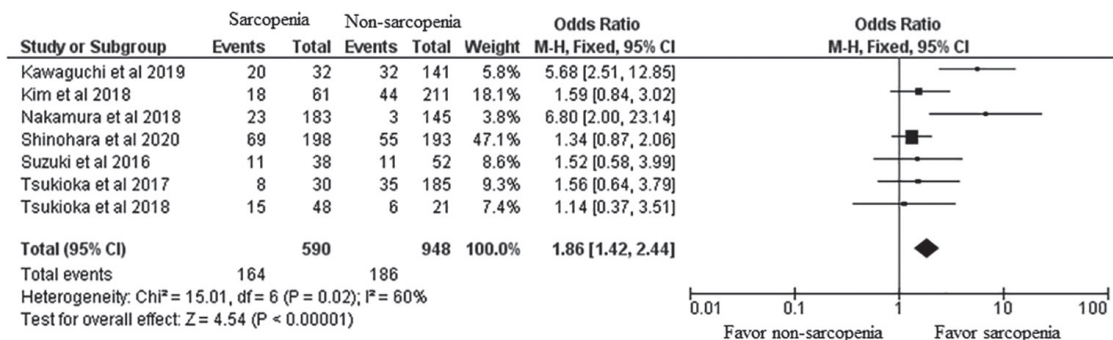 Sarcopenia Non-sarcopenia Odds Ratio Odds Ratio
Study or Subgroup Events Total Events Total Weight M-H, Fixed, 95% CI M-H, Fixed, 95% CI
Kawaguchi et al 2019 20 32 32 141 5.8% 5.68 [2.51, 12.85]
Kim et al 2018 18 61 44 211 18.1% 1.59 [0.84, 3.02]
Nakamura et al 2018 23 183 3 145 3.8% 6.80 [2.00, 23.14]
Shinohara et al 2020 69 198 55 193 47.1% 1.34 [0.87, 2.06]
Suzuki et al 2016 11 38 11 52 8.6% 1.52 [0.58, 3.99]
Tsukioka et al 2017 8 30 35 185 9.3% 1.56 [0.64, 3.79]
Tsukioka et al 2018 15 48 6 21 7.4% 1.14 [0.37, 3.51]
Total (95% CI) 590 948 100.0% 1.86 [1.42, 2.44]
Total events 164 186
Heterogeneity: Chi² = 15.01, df = 6 (P = 0.02); I² = 60%
Test for overall effect: Z = 4.54 (P < 0.00001)
0.01 0.1 1 10 100
Favor non-sarcopenia Favor sarcopenia